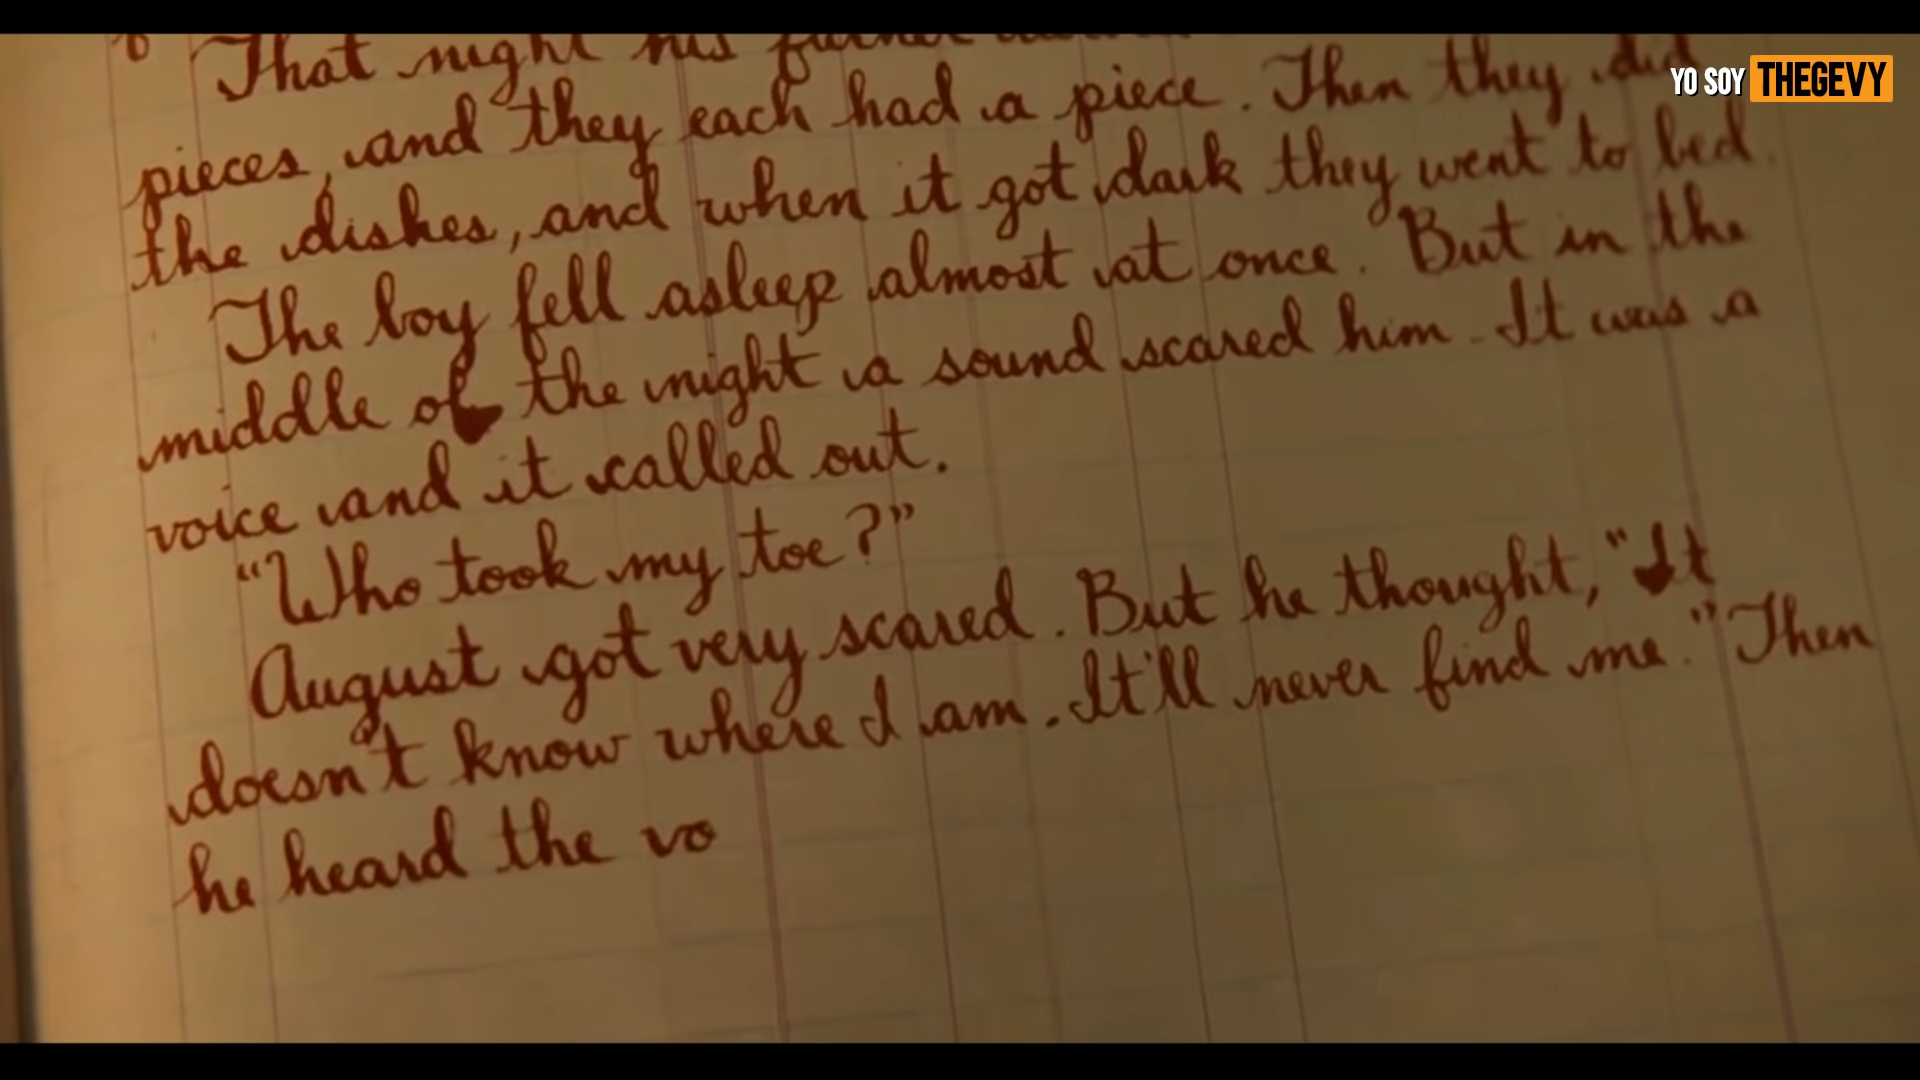 That night his father
pieces, and they each had a piece. Then they did
the dishes, and when it got dark they went to bed.
The boy fell asleep almost at once. But in the
middle of the night a sound scared him. It was a
voice and it called out.
"Who took my toe?"
August got very scared. But he thought, "It
doesn't know where I am. It'll never find me." Then
he heard the vo
YO SOY THEGEVY